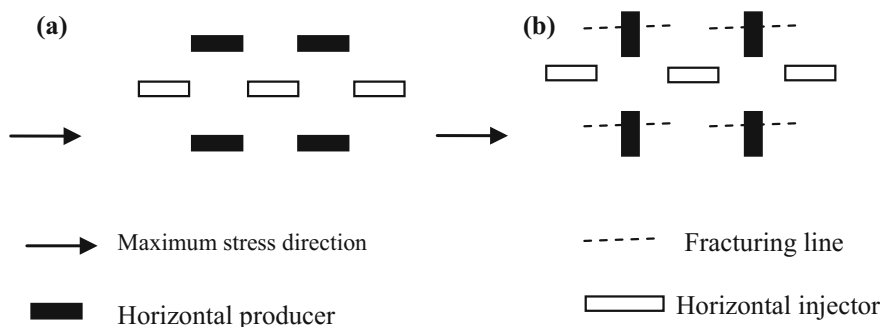 (a)
(b)
Maximum stress direction
Fracturing line
Horizontal producer
Horizontal injector